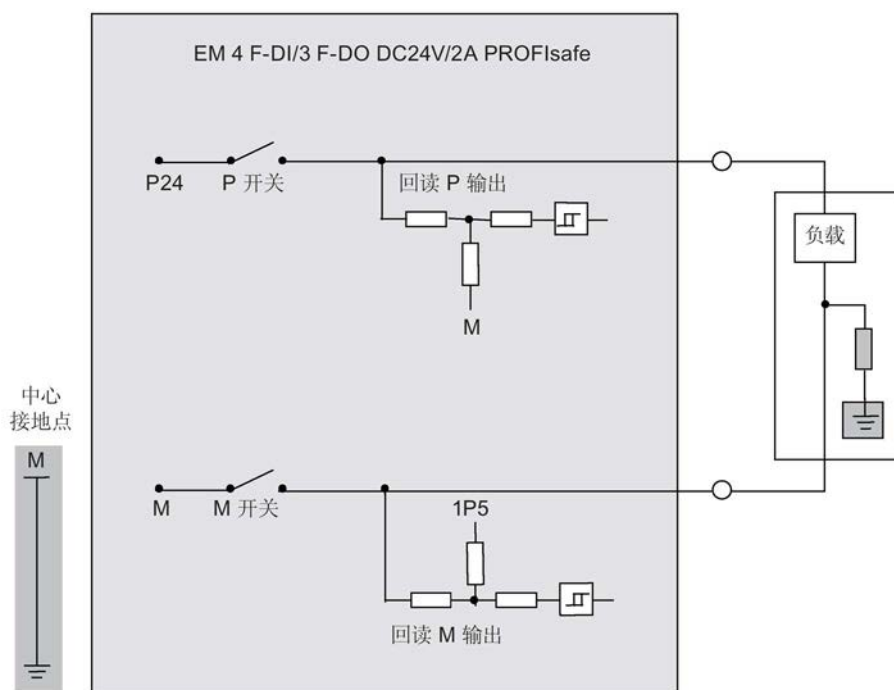 EM 4 F-DI/3 F-DO DC24V/2A PROFIsafe
P24
P 开关
回读 P 输出
M
负载
中心
接地点
M
M
M 开关
1P5
回读 M 输出